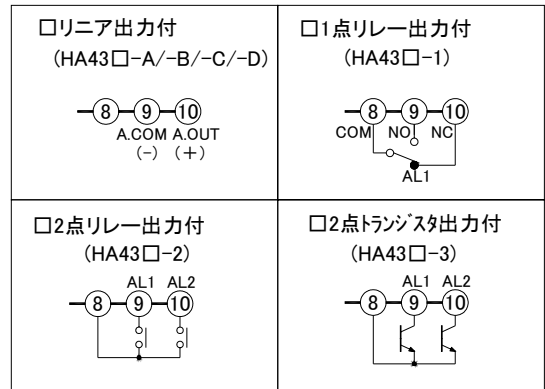 □リニア出力付
(HA43□-A/-B/-C/-D)
8 9 10
A.COM A.OUT
(-) (+)
□1点リレー出力付
(HA43□-1)
8 9 10
COM NO NC
AL1
□2点リレー出力付
(HA43□-2)
AL1 AL2
8 9 10
□2点トランジスタ出力付
(HA43□-3)
AL1 AL2
8 9 10